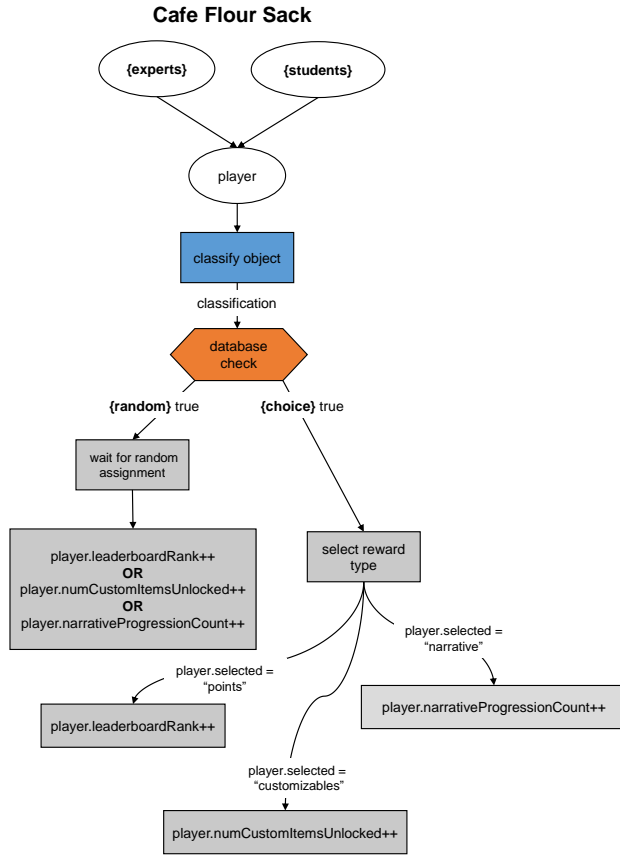 Cafe Flour Sack
{experts}
{students}
player
classify object
classification
database
check
{random} true
{choice} true
wait for random
assignment
player.leaderboardRank++
OR
player.numCustomItemsUnlocked++
OR
player.narrativeProgressionCount++
select reward
type
player.selected =
“narrative”
player.selected =
“points”
player.narrativeProgressionCount++
player.leaderboardRank++
player.selected =
“customizables”
player.numCustomItemsUnlocked++